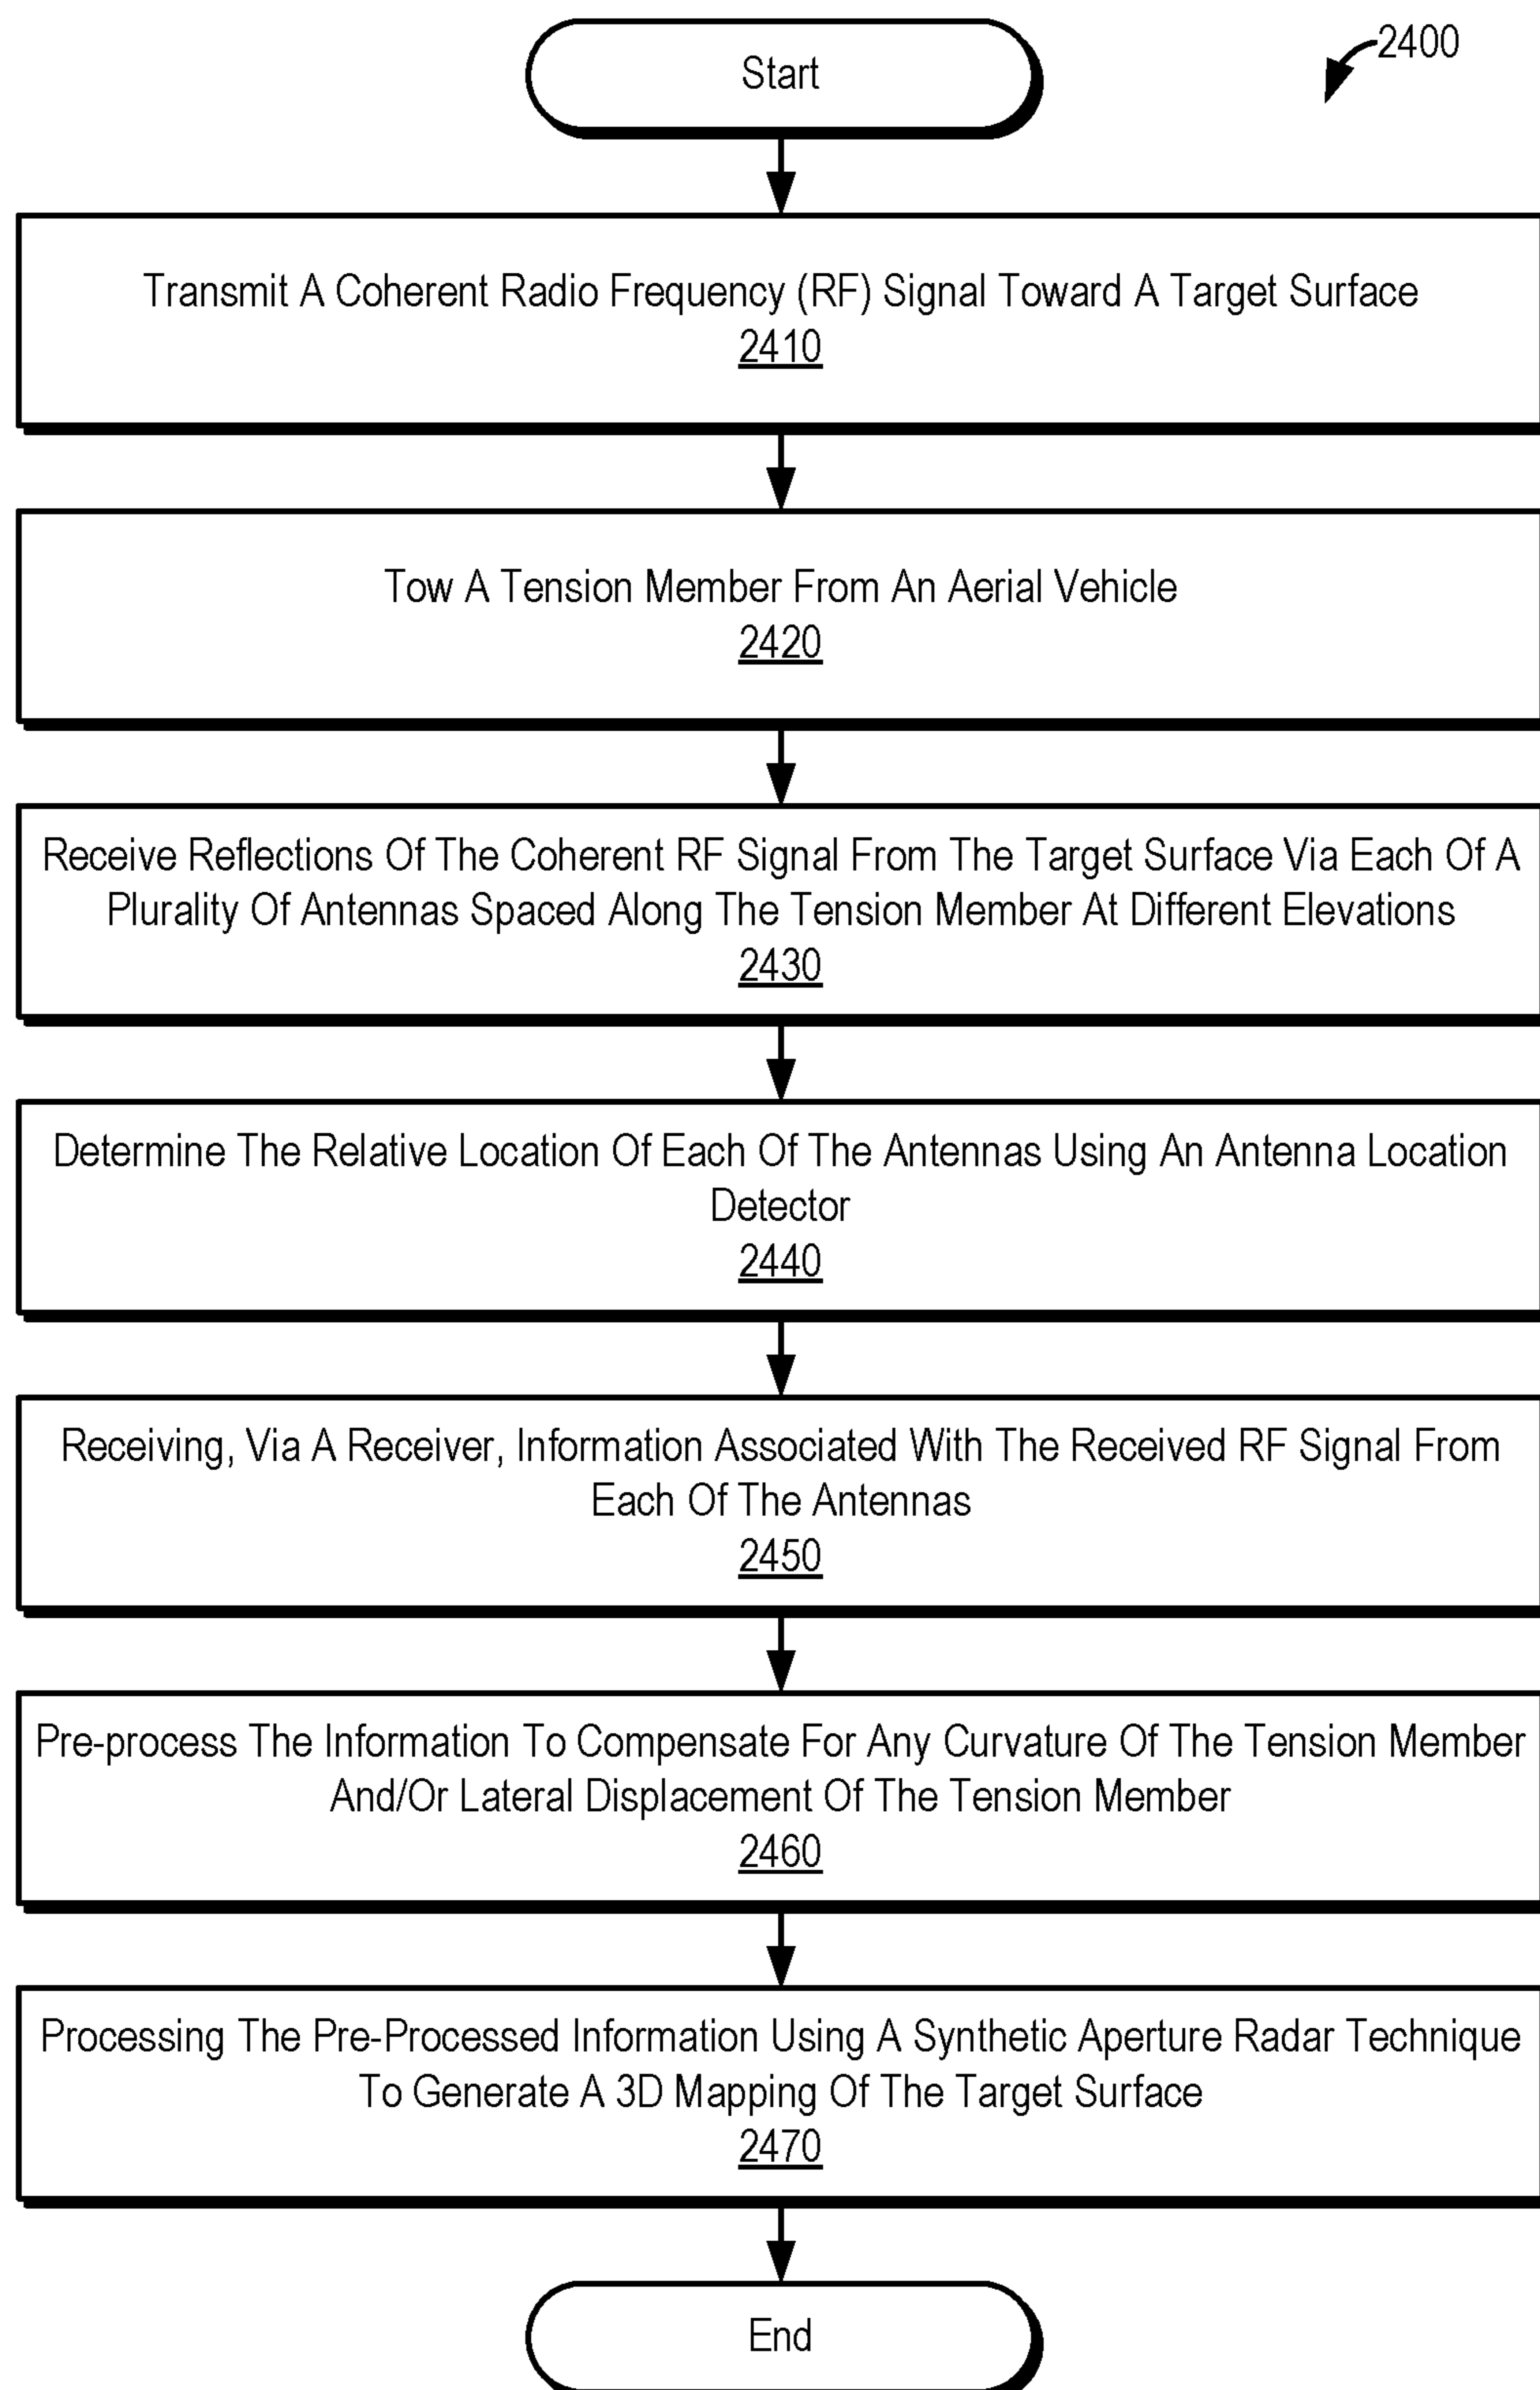 Start
2400
Transmit A Coherent Radio Frequency (RF) Signal Toward A Target Surface
2410
Tow A Tension Member From An Aerial Vehicle
2420
Receive Reflections Of The Coherent RF Signal From The Target Surface Via Each Of A
Plurality Of Antennas Spaced Along The Tension Member At Different Elevations
2430
Determine The Relative Location Of Each Of The Antennas Using An Antenna Location
Detector
2440
Receiving, Via A Receiver, Information Associated With The Received RF Signal From
Each Of The Antennas
2450
Pre-process The Information To Compensate For Any Curvature Of The Tension Member
And/Or Lateral Displacement Of The Tension Member
2460
Processing The Pre-Processed Information Using A Synthetic Aperture Radar Technique
To Generate A 3D Mapping Of The Target Surface
2470
End